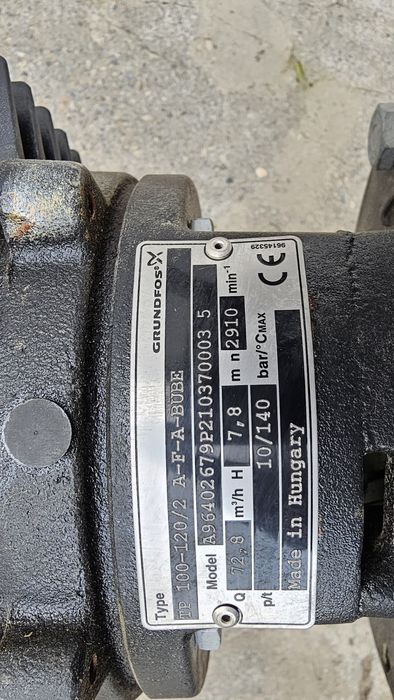 GRUNDFOS
Type TP 100-120/2 A-F-A-BUBE
Model A96402679P210370003 5
Q 72,8 m³/h H 7,8 m n 2910 min⁻¹
p/t 10/140 bar/°CMAX
Made in Hungary
CE
96145329